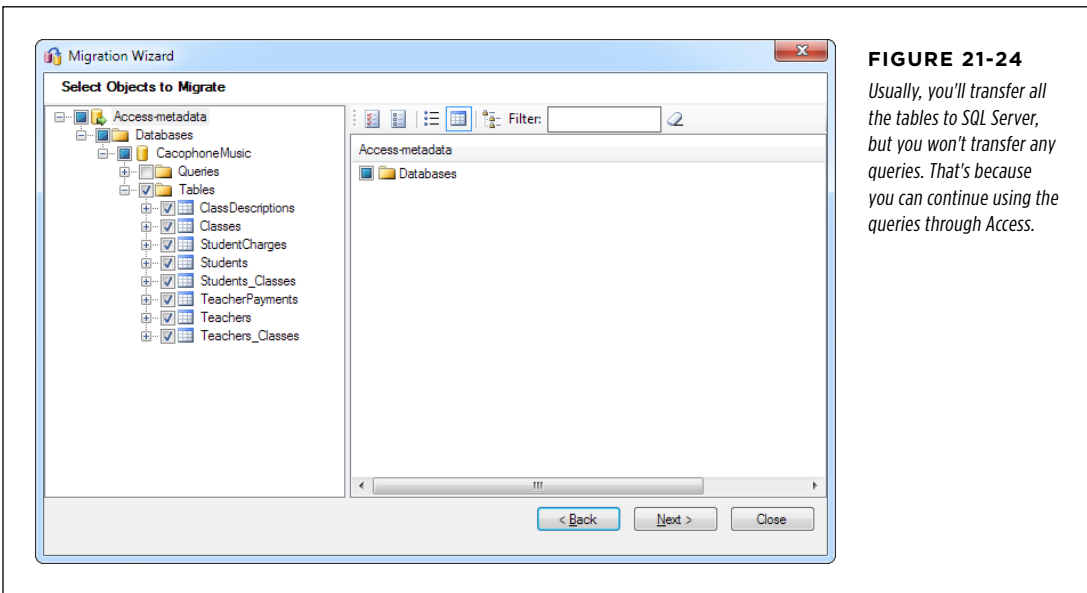 Migration Wizard
Select Objects to Migrate
Access-metadata
Databases
CacophoneMusic
Queries
Tables
ClassDescriptions
Classes
StudentCharges
Students
Students_Classes
TeacherPayments
Teachers
Teachers_Classes
Filter:
Access-metadata
Databases
< Back
Next >
Close
FIGURE 21-24
Usually, you'll transfer all
the tables to SQL Server,
but you won't transfer any
queries. That's because
you can continue using the
queries through Access.